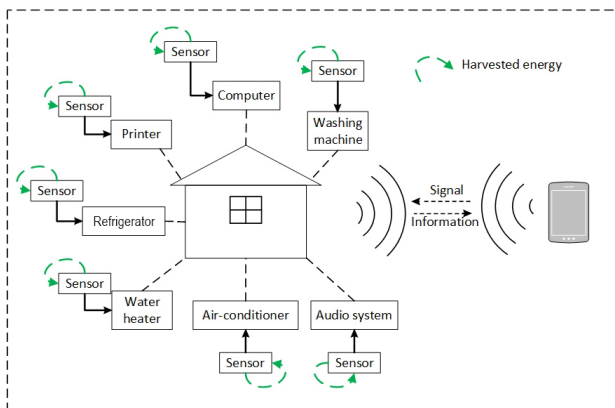 Sensor
Computer
Sensor
Washing
machine
Harvested energy
Sensor
Printer
Sensor
Refrigerator
Signal
Information
Sensor
Water
heater
Air-conditioner
Audio system
Sensor
Sensor